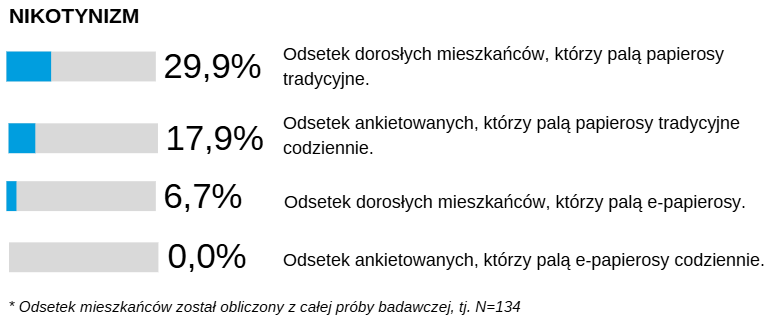 NIKOTYNIZM
29,9%
Odsetek dorosłych mieszkańców, którzy palą papierosy
tradycyjne.
17,9%
Odsetek ankietowanych, którzy palą papierosy tradycyjne
codziennie.
6,7%
Odsetek dorosłych mieszkańców, którzy palą e-papierosy.
0,0%
Odsetek ankietowanych, którzy palą e-papierosy codziennie.
* Odsetek mieszkańców został obliczony z całej próby badawczej, tj. N=134